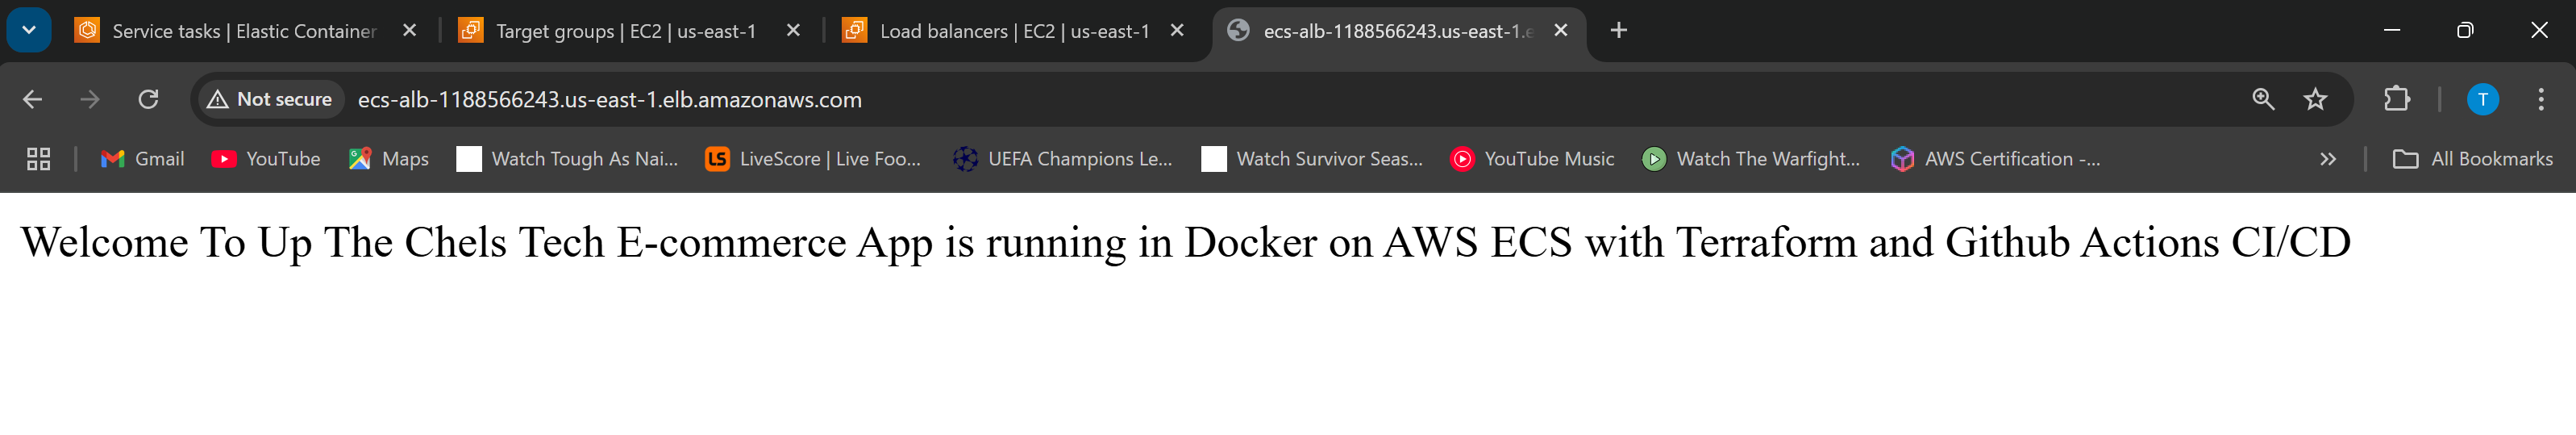 Service tasks | Elastic Container
Target groups | EC2 | us-east-1
Load balancers | EC2 | us-east-1
ecs-alb-1188566243.us-east-1.e
Not secure
ecs-alb-1188566243.us-east-1.elb.amazonaws.com
T
Gmail
YouTube
Maps
Watch Tough As Nai...
LS
LiveScore | Live Foo...
UEFA Champions Le...
Watch Survivor Seas...
YouTube Music
Watch The Warfight...
AWS Certification -...
All Bookmarks
Welcome To Up The Chels Tech E-commerce App is running in Docker on AWS ECS with Terraform and Github Actions CI/CD